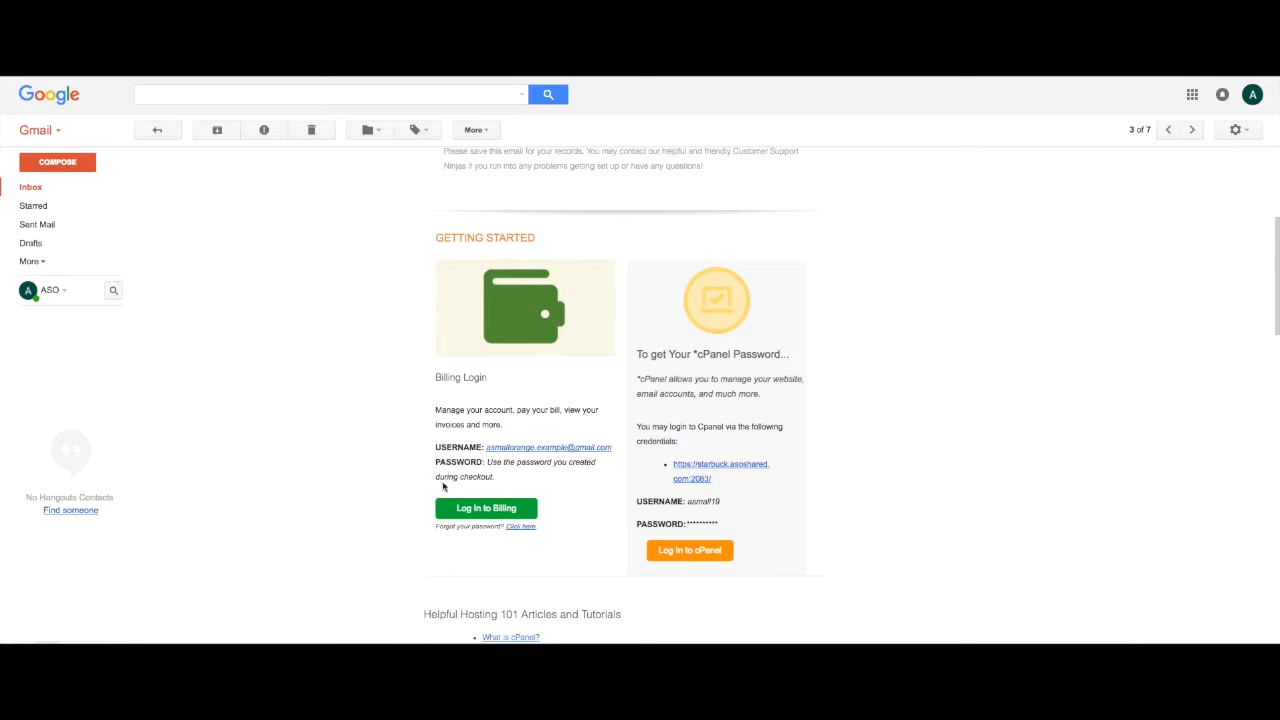 Google
A
Gmail
More
3 of 7
COMPOSE
Inbox
Starred
Sent Mail
Drafts
More
A ASO
No Hangouts Contacts
Find someone
Please save this email for your records. You may contact our helpful and friendly Customer Support
Ninjas if you run into any problems getting set up or have any questions!
GETTING STARTED
Billing Login
Manage your account, pay your bill, view your
invoices and more.
USERNAME: asmallorange.example@gmail.com
PASSWORD: Use the password you created
during checkout.
Log in to Billing
Forgot your password? Click here.
To get Your *cPanel Password...
*cPanel allows you to manage your website,
email accounts, and much more.
You may login to Cpanel via the following
credentials:
https://starbuck.asoshared.
com:2083/
USERNAME: asmall19
PASSWORD: **********
Log in to cPanel
Helpful Hosting 101 Articles and Tutorials
What is cPanel?